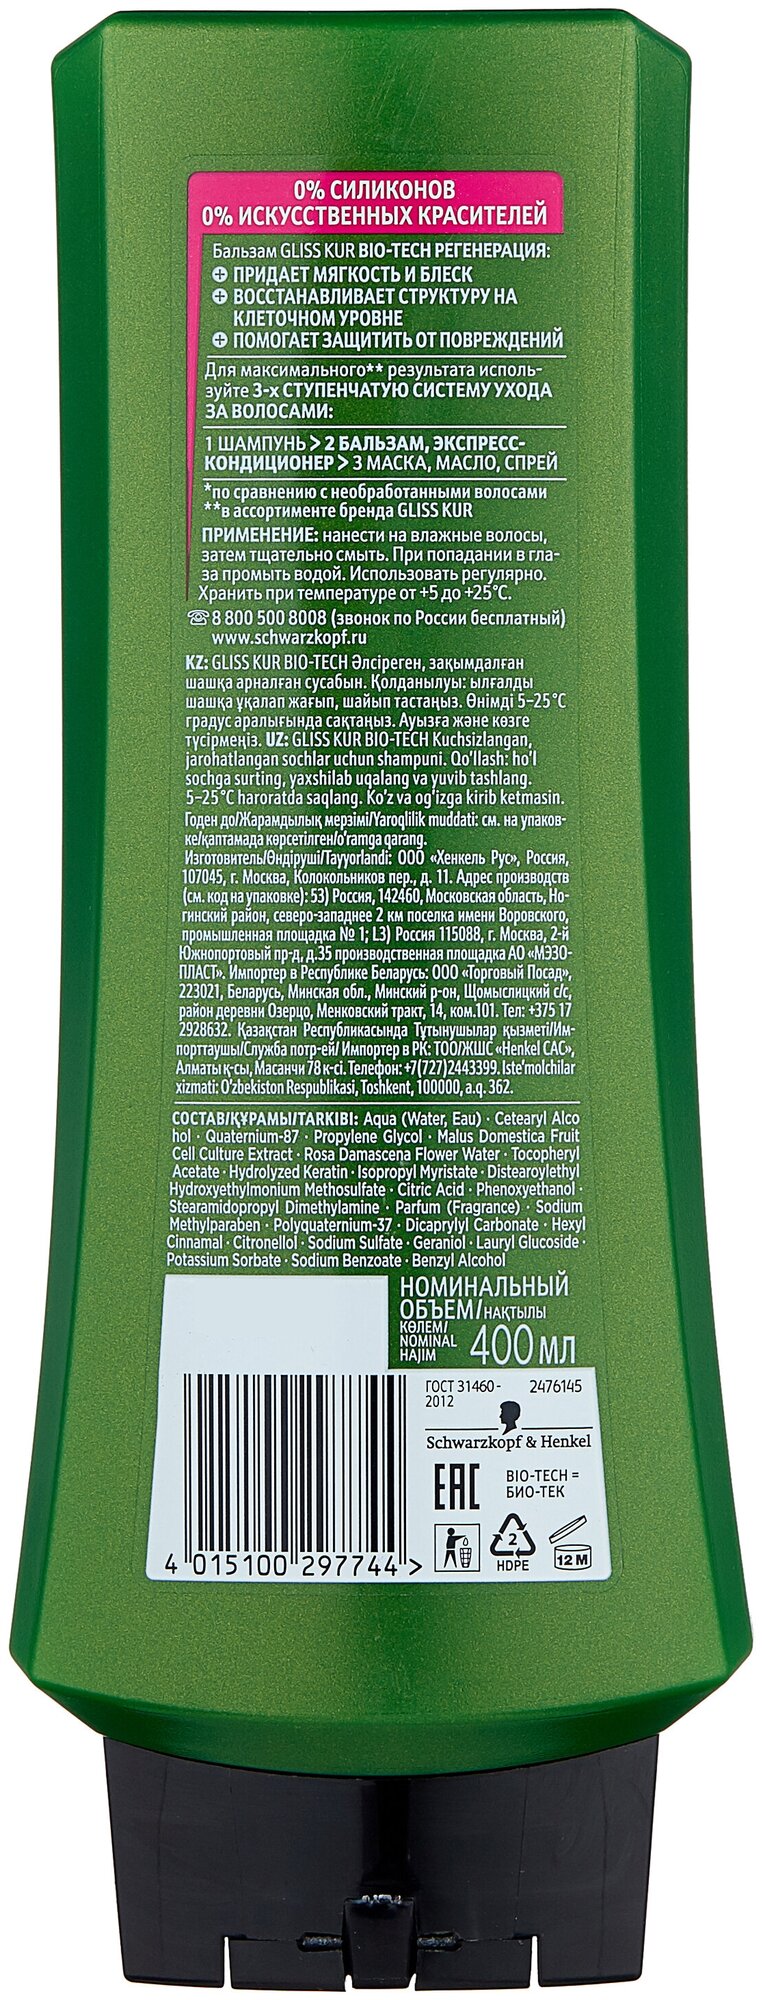 0% СИЛИКОНОВ
0% ИСКУССТВЕННЫХ КРАСИТЕЛЕЙ
Бальзам GLISS KUR BIO-TECH РЕГЕНЕРАЦИЯ:
ПРИДАЕТ МЯГКОСТЬ И БЛЕСК
ВОССТАНАВЛИВАЕТ СТРУКТУРУ НА
КЛЕТОЧНОМ УРОВНЕ
ПОМОГАЕТ ЗАЩИТИТЬ ОТ ПОВРЕЖДЕНИЙ
Для максимального** результата исполь-
зуйте 3-х СТУПЕНЧАТУЮ СИСТЕМУ УХОДА
ЗА ВОЛОСАМИ:
1 ШАМПУНЬ > 2 БАЛЬЗАМ, ЭКСПРЕСС-
КОНДИЦИОНЕР > 3 МАСКА, МАСЛО, СПРЕЙ
*по сравнению с необработанными волосами
**в ассортименте бренда GLISS KUR
ПРИМЕНЕНИЕ: нанести на влажные волосы,
затем тщательно смыть. При попадании в гла-
за промыть водой. Использовать регулярно.
Хранить при температуре от +5 до +25°C.
☏ 8 800 500 8008 (звонок по России бесплатный)
www.schwarzkopf.ru
KZ: GLISS KUR BIO-TECH Әлсіреген, зақымдалған
шашқа арналған сусабын. Қолданылуы: ылғалды
шашқа ұқалап жағып, шайып тастаңыз. Өнімді 5–25°C
градус аралығында сақтаңыз. Ауызға және көзге
түсірмеңіз. UZ: GLISS KUR BIO-TECH Kuchsizlangan,
jarohatlangan sochlar uchun shampuni. Qo'llash: ho'l
sochga surting, yaxshilab uqalang va yuvib tashlang.
5–25°C haroratda saqlang. Ko'z va og'izga kirib ketmasin.
Годен до/Жарамдылық мерзімі/Yaroqlilik muddati: см. на упаков-
ке/қаптамада көрсетілген/o'ramga qarang.
Изготовитель/Өндіруші/Tayyorlandi: ООО «Хенкель Рус», Россия,
107045, г. Москва, Колокольников пер., д. 11. Адрес производств
(см. код на упаковке): 53) Россия, 142460, Московская область, Но-
гинский район, северо-западнее 2 км поселка имени Воровского,
промышленная площадка № 1; L3) Россия 115088, г. Москва, 2-й
Южнопортовый пр-д, д.35 производственная площадка АО «МЭЗО-
ПЛАСТ». Импортер в Республике Беларусь: ООО «Торговый Посад»,
223021, Беларусь, Минская обл., Минский р-он, Щомыслицкий с/с,
район деревни Озерцо, Менковский тракт, 14, ком.101. Тел: +375 17
2928632. Қазақстан Республикасында Тұтынушылар қызметі/Им-
порттаушы/Служба потр-ей/ Импортер в РК: ТОО/ЖШС «Henkel САС»,
Алматы қ-сы, Масанчи 78 к-сі. Телефон: +7(727)2443399. Iste'molchilar
xizmati: O'zbekiston Respublikasi, Toshkent, 100000, a.q. 362.
СОСТАВ/ҚҰРАМЫ/TARKIBI: Aqua (Water, Eau) · Cetearyl Alco
hol · Quaternium-87 · Propylene Glycol · Malus Domestica Fruit
Cell Culture Extract · Rosa Damascena Flower Water · Tocopheryl
Acetate · Hydrolyzed Keratin · Isopropyl Myristate · Distearoylethyl
Hydroxyethylmonium Methosulfate · Citric Acid · Phenoxyethanol ·
Stearamidopropyl Dimethylamine · Parfum (Fragrance) · Sodium
Methylparaben · Polyquaternium-37 · Dicaprylyl Carbonate · Hexyl
Cinnamal · Citronellol · Sodium Sulfate · Geraniol · Lauryl Glucoside ·
Potassium Sorbate · Sodium Benzoate · Benzyl Alcohol
НОМИНАЛЬНЫЙ
ОБЪЕМ/НАҚТЫЛЫ
КӨЛЕМ/
NOMINAL
HAJIM 400 МЛ
ГОСТ 31460-
2012
2476145
Schwarzkopf & Henkel
EAC
BIO-TECH =
БИО-ТЕК
2
HDPE
12 M
4 015100 297744 >